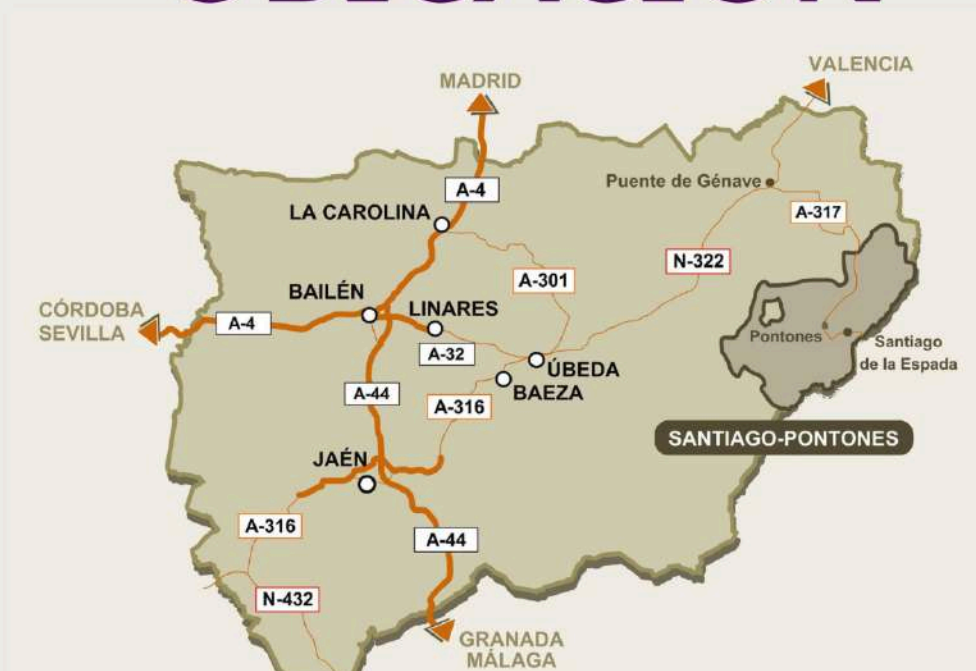 UBICACIÓN
VALENCIA
MADRID
Puente de Génave
A-4
A-317
LA CAROLINA
N-322
A-301
BAILÉN
LINARES
CÓRDOBA
SEVILLA
A-4
Pontones
Santiago
de la Espada
A-32
ÚBEDA
BAEZA
A-44
A-316
SANTIAGO-PONTONES
JAÉN
A-316
A-44
N-432
GRANADA
MÁLAGA